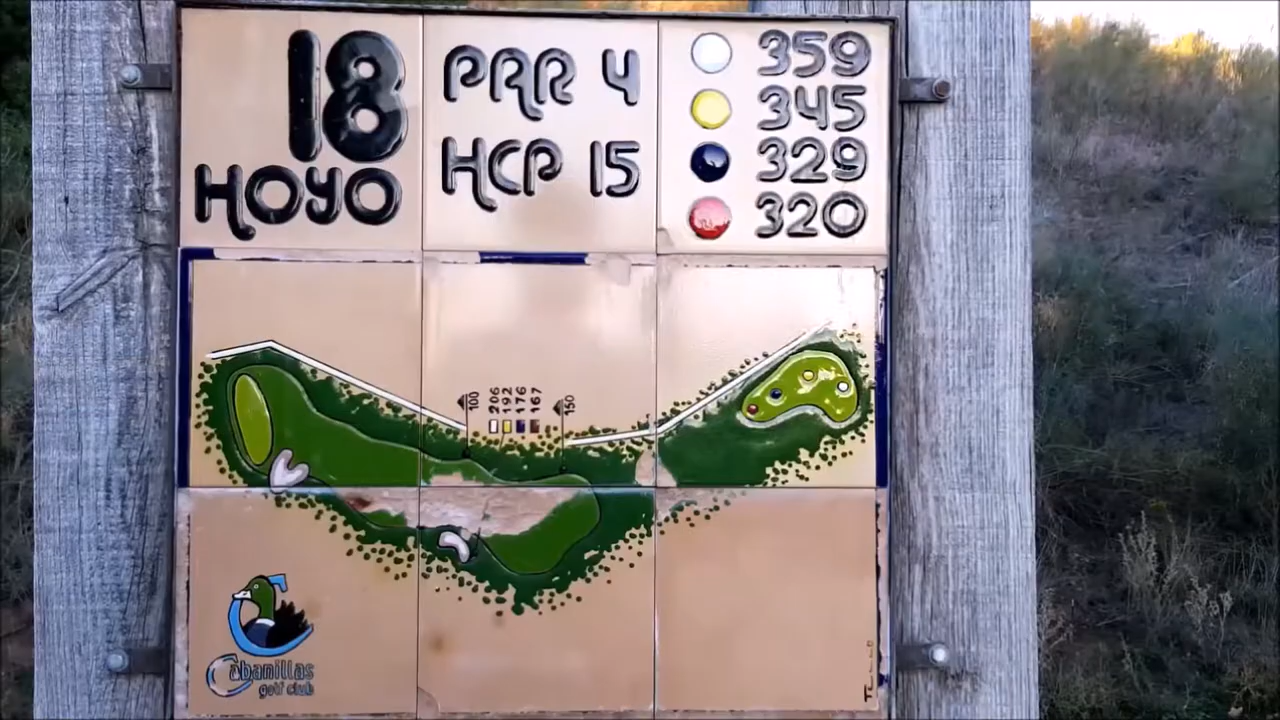 18
HOYO
PAR 4
HCP 15
359
345
329
320
100
206
192
176
167
150
Cabanillas
golf club